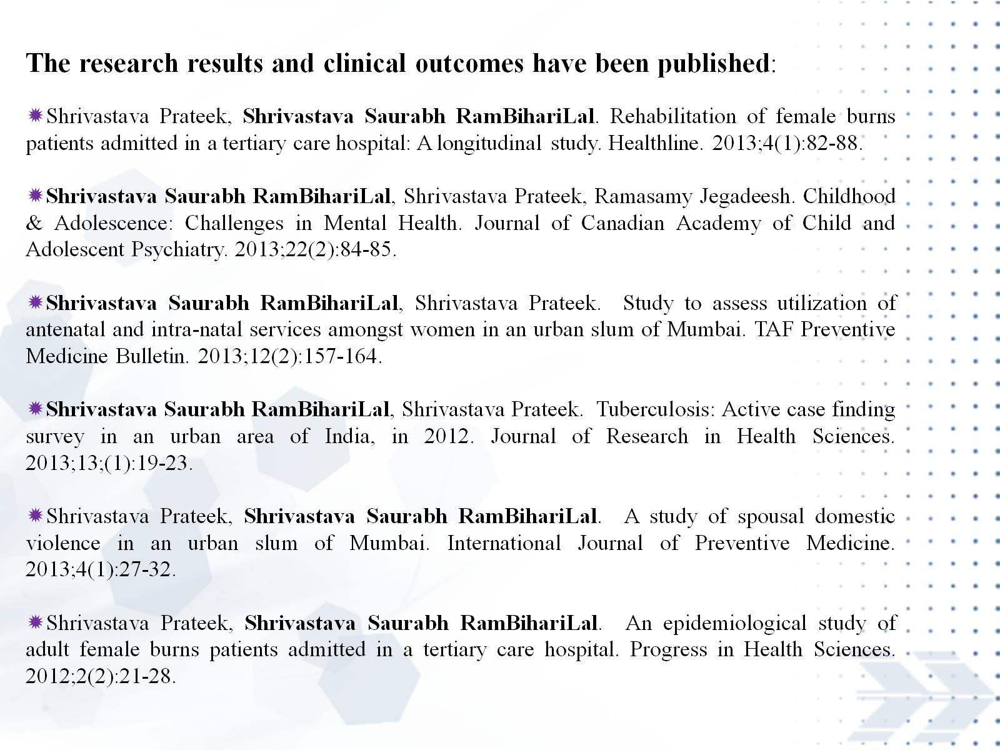 The research results and clinical outcomes have been published:
✹Shrivastava Prateek, Shrivastava Saurabh RamBihariLal. Rehabilitation of female burns
patients admitted in a tertiary care hospital: A longitudinal study. Healthline. 2013;4(1):82-88.
✹Shrivastava Saurabh RamBihariLal, Shrivastava Prateek, Ramasamy Jegadeesh. Childhood
& Adolescence: Challenges in Mental Health. Journal of Canadian Academy of Child and
Adolescent Psychiatry. 2013;22(2):84-85.
✹Shrivastava Saurabh RamBihariLal, Shrivastava Prateek. Study to assess utilization of
antenatal and intra-natal services amongst women in an urban slum of Mumbai. TAF Preventive
Medicine Bulletin. 2013;12(2):157-164.
✹Shrivastava Saurabh RamBihariLal, Shrivastava Prateek. Tuberculosis: Active case finding
survey in an urban area of India, in 2012. Journal of Research in Health Sciences.
2013;13;(1):19-23.
✹Shrivastava Prateek, Shrivastava Saurabh RamBihariLal. A study of spousal domestic
violence in an urban slum of Mumbai. International Journal of Preventive Medicine.
2013;4(1):27-32.
✹Shrivastava Prateek, Shrivastava Saurabh RamBihariLal. An epidemiological study of
adult female burns patients admitted in a tertiary care hospital. Progress in Health Sciences.
2012;2(2):21-28.